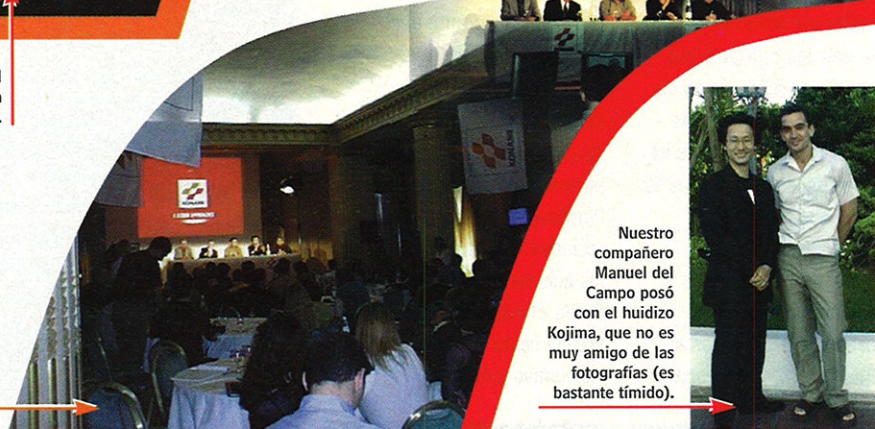 KONAMI
KONAMI
Nuestro
compañero
Manuel del
Campo posó
con el huidizo
Kojima, que no es
muy amigo de las
fotografías (es
bastante tímido).